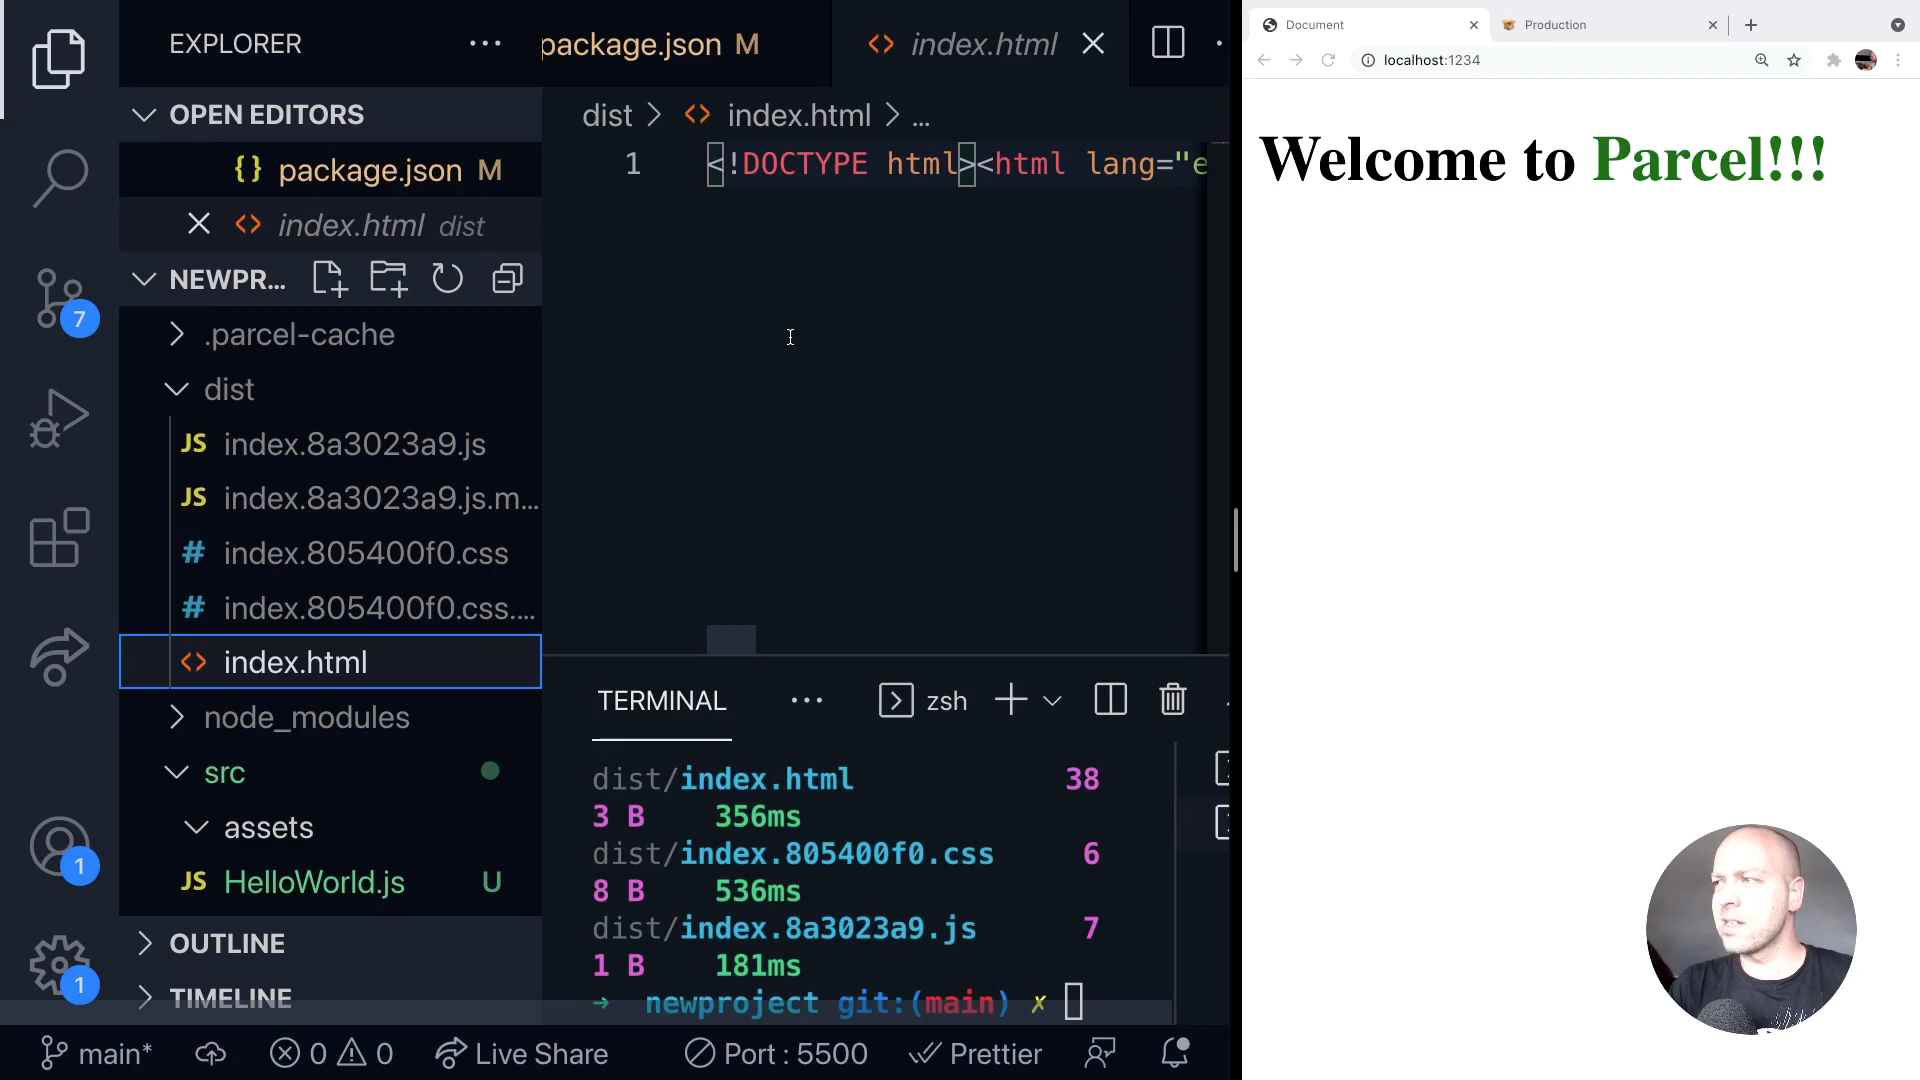 EXPLORER
package.json M
index.html
OPEN EDITORS
{} package.json M
index.html dist
NEWPR...
.parcel-cache
dist
JS index.8a3023a9.js
JS index.8a3023a9.js.m...
# index.805400f0.css
# index.805400f0.css....
index.html
node_modules
src
assets
JS HelloWorld.js U
OUTLINE
TIMELINE
7
1
1
dist > index.html > ...
1 <!DOCTYPE html><html lang="e
TERMINAL
zsh
dist/index.html 38
3 B 356ms
dist/index.805400f0.css 6
8 B 536ms
dist/index.8a3023a9.js 7
1 B 181ms
→ newproject git:(main) ✗
main*
0 0
Live Share
Port : 5500
Prettier
Document
Production
localhost:1234
Welcome to Parcel!!!